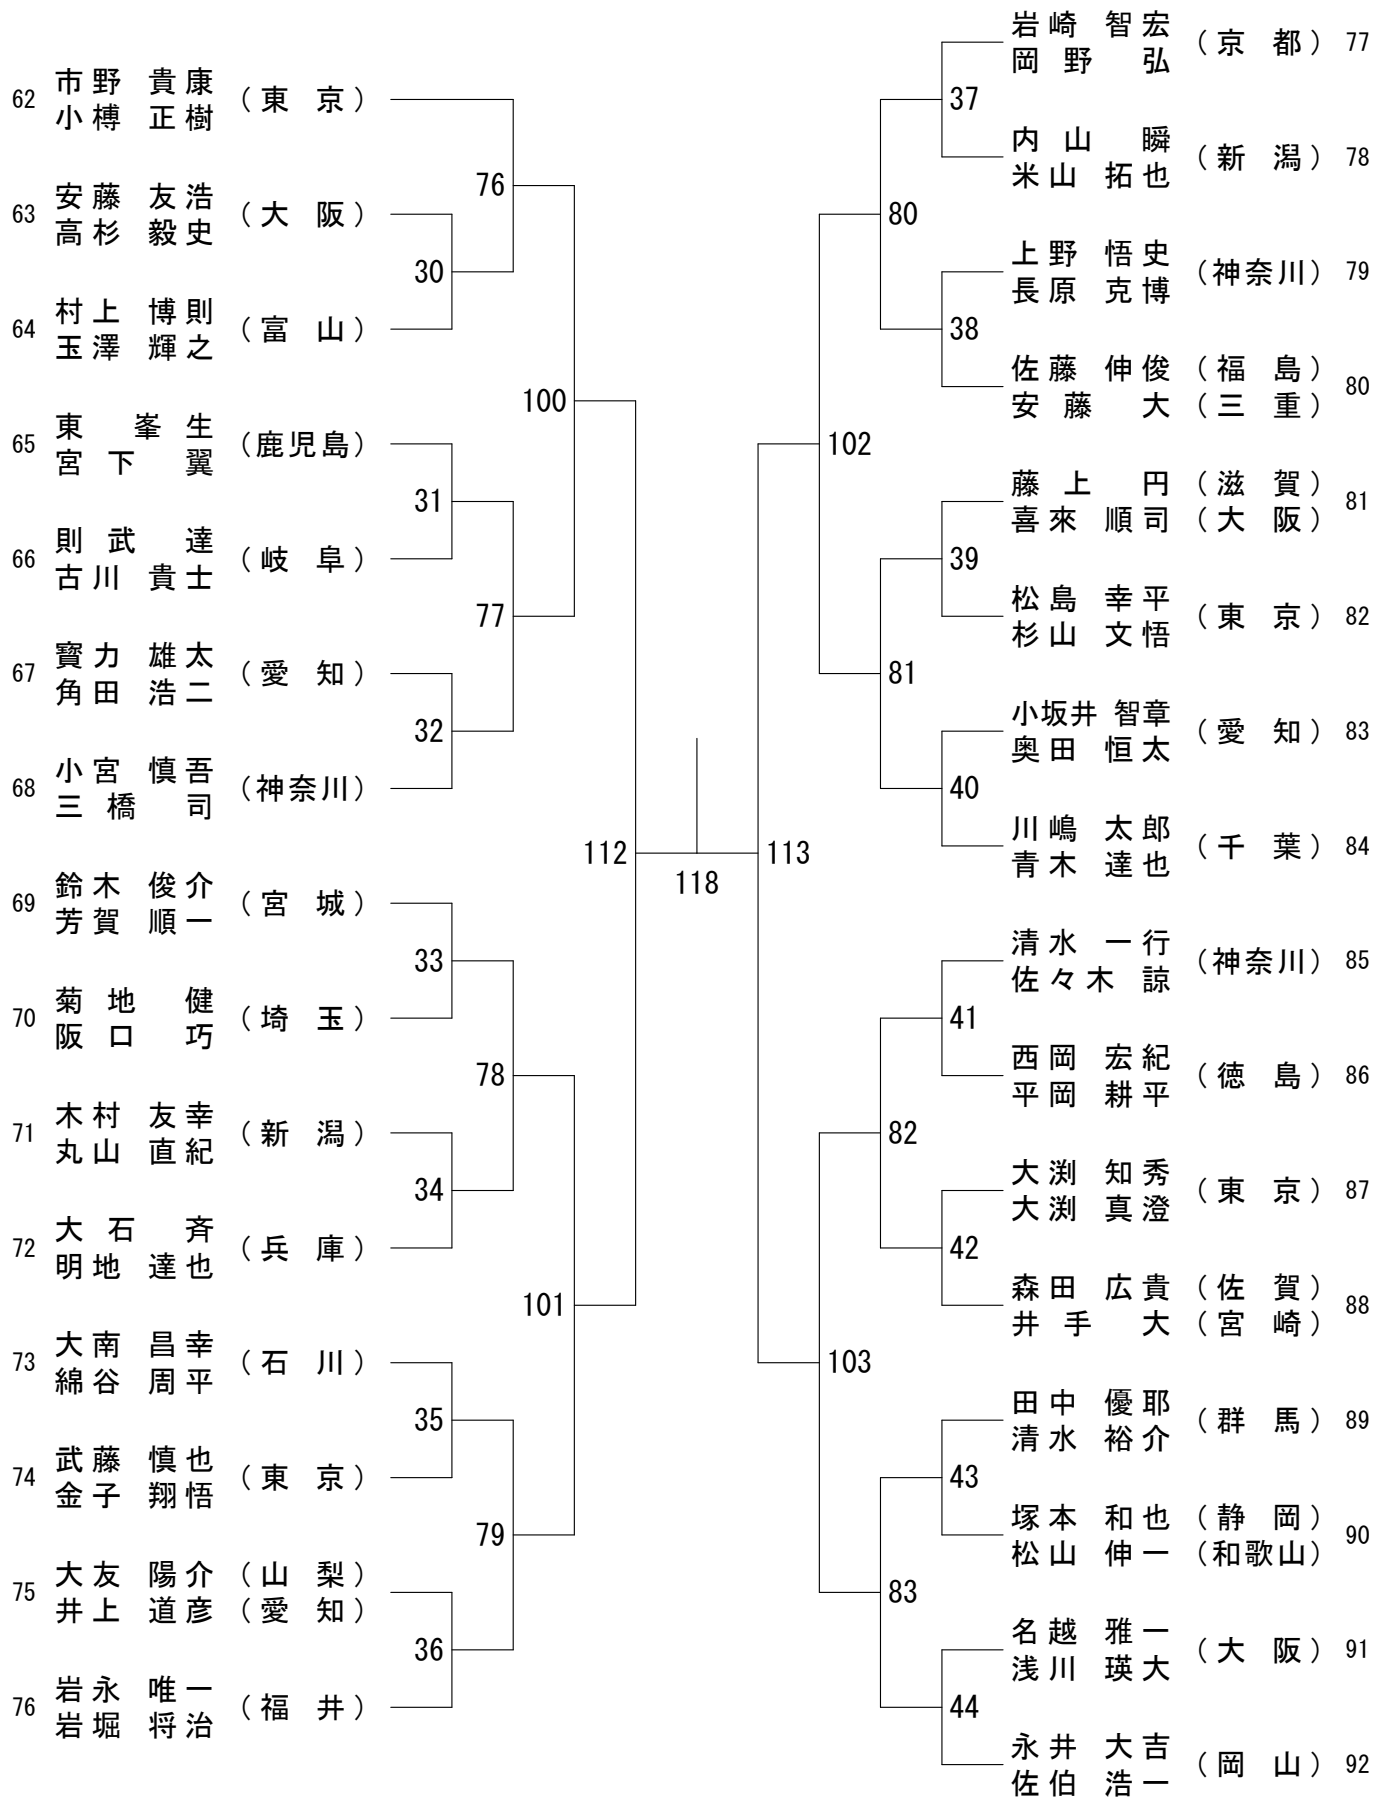 62 市野 貴康 (東 京)
小榑 正樹
63 安藤 友浩 (大 阪)
高杉 毅史
64 村上 博則 (富 山)
玉澤 輝之
65 東 峯生 (鹿児島)
宮下 翼
66 則武 達 (岐 阜)
古川 貴士
67 寳力 雄太 (愛 知)
角田 浩二
68 小宮 慎吾 (神奈川)
三橋 司
69 鈴木 俊介 (宮 城)
芳賀 順一
70 菊地 健 (埼 玉)
阪口 巧
71 木村 友幸 (新 潟)
丸山 直紀
72 大石 斉 (兵 庫)
明地 達也
73 大南 昌幸 (石 川)
綿谷 周平
74 武藤 慎也 (東 京)
金子 翔悟
75 大友 陽介 (山 梨)
井上 道彦 (愛 知)
76 岩永 唯一 (福 井)
岩堀 将治
76
30
100
31
77
32
112
33
78
34
101
35
79
36
118
113
37
80
38
102
39
81
40
41
82
42
103
43
83
44
岩崎 智宏 (京 都) 77
岡野 弘
内山 瞬 (新 潟) 78
米山 拓也
上野 悟史 (神奈川) 79
長原 克博
佐藤 伸俊 (福 島) 80
安藤 大 (三 重)
藤上 円 (滋 賀) 81
喜來 順司 (大 阪)
松島 幸平 (東 京) 82
杉山 文悟
小坂井 智章 (愛 知) 83
奥田 恒太
川嶋 太郎 (千 葉) 84
青木 達也
清水 一行 (神奈川) 85
佐々木 諒
西岡 宏紀 (徳 島) 86
平岡 耕平
大渕 知秀 (東 京) 87
大渕 真澄
森田 広貴 (佐 賀) 88
井手 大 (宮 崎)
田中 優耶 (群 馬) 89
清水 裕介
塚本 和也 (静 岡) 90
松山 伸一 (和歌山)
名越 雅一 (大 阪) 91
浅川 瑛大
永井 大吉 (岡 山) 92
佐伯 浩一